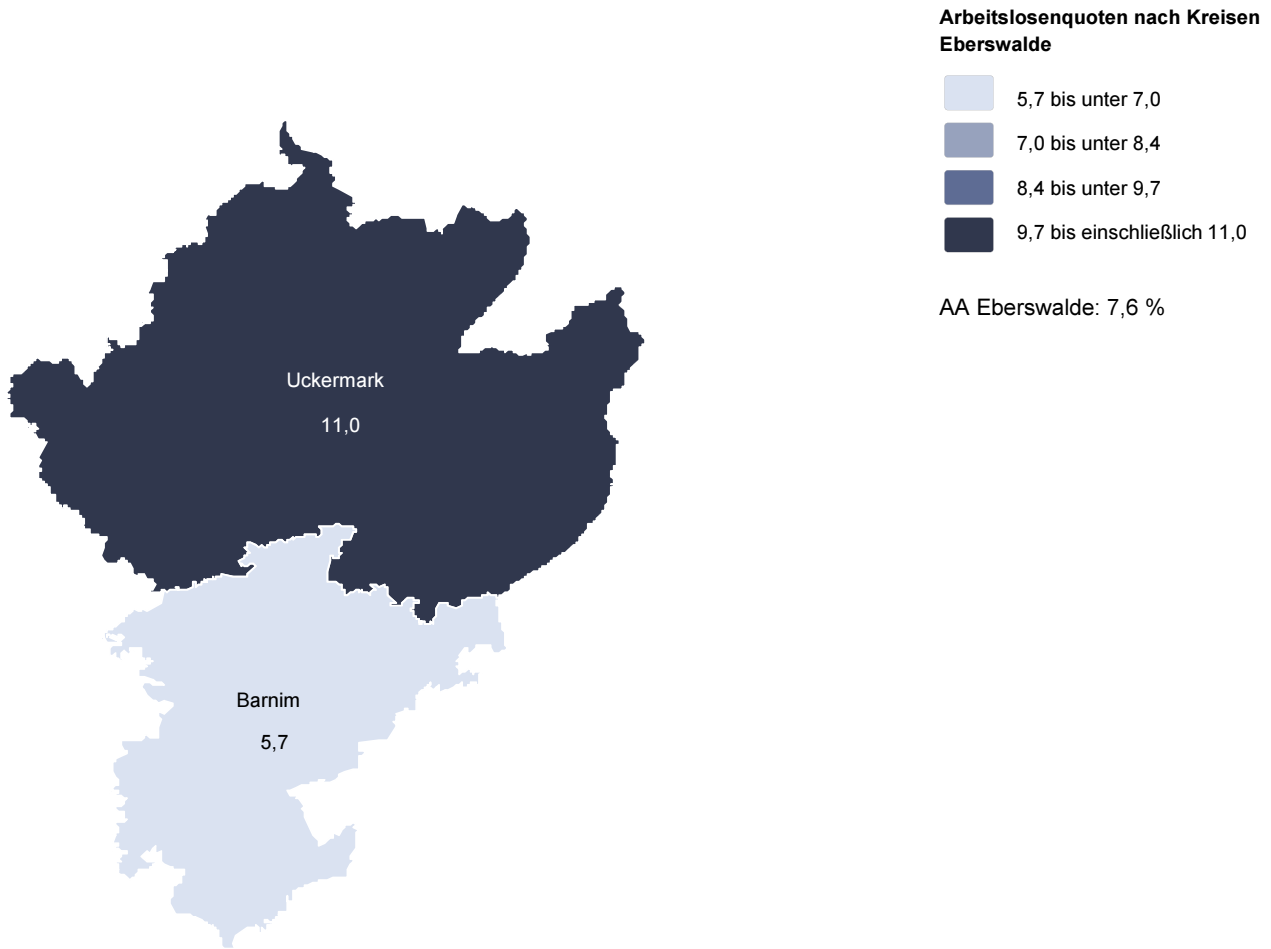 Arbeitslosenquoten nach Kreisen
Eberswalde
5,7 bis unter 7,0
7,0 bis unter 8,4
8,4 bis unter 9,7
9,7 bis einschließlich 11,0
AA Eberswalde: 7,6 %
Uckermark
11,0
Barnim
5,7